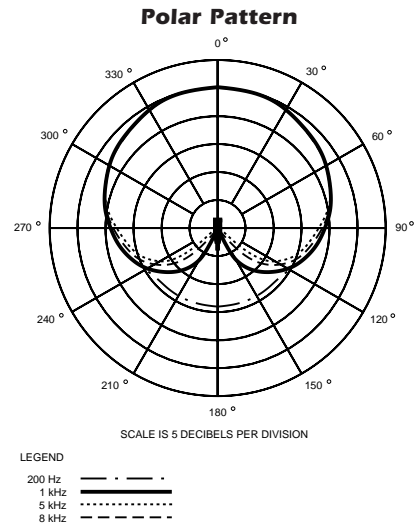 Polar Pattern
0°
330° 30°
300° 60°
270° 90°
240° 120°
210° 150°
180°
SCALE IS 5 DECIBELS PER DIVISION
LEGEND
200 Hz
1 kHz
5 kHz
8 kHz